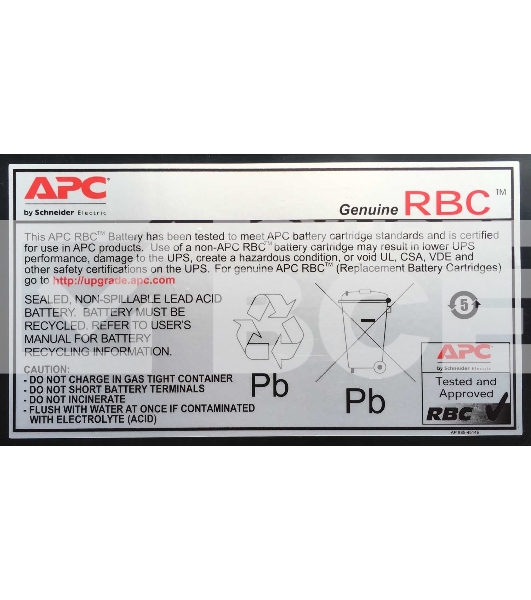 APC
by Schneider Electric
Genuine RBC™
This APC RBC™ Battery has been tested to meet APC battery cartridge standards and is certified
for use in APC products. Use of a non-APC RBC™ battery cartridge may result in lower UPS
performance, damage to the UPS, create a hazardous condition, or void UL, CSA, VDE and
other safety certifications on the UPS. For genuine APC RBC™ (Replacement Battery Cartridges)
go to http://upgrade.apc.com
SEALED, NON-SPILLABLE LEAD ACID
BATTERY. BATTERY MUST BE
RECYCLED. REFER TO USER'S
MANUAL FOR BATTERY
RECYCLING INFORMATION.
CAUTION:
- DO NOT CHARGE IN GAS TIGHT CONTAINER
- DO NOT SHORT BATTERY TERMINALS
- DO NOT INCINERATE
- FLUSH WITH WATER AT ONCE IF CONTAMINATED
WITH ELECTROLYTE (ACID)
Pb
Pb
5
APC
by Schneider Electric
Tested and
Approved
RBC